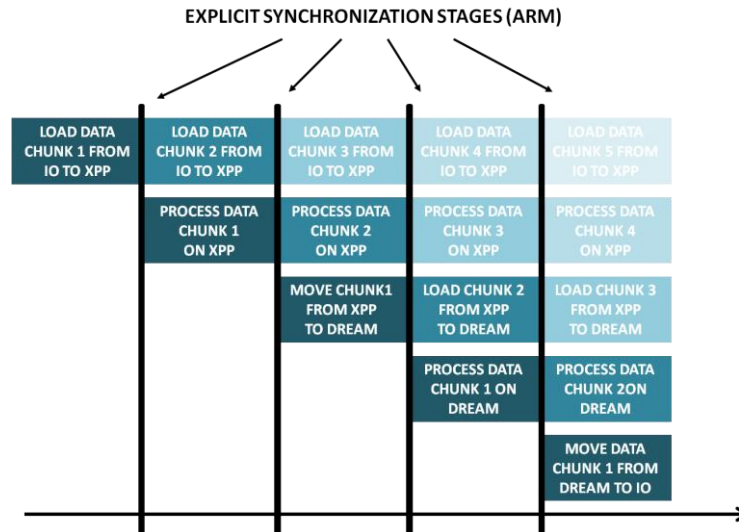 EXPLICIT SYNCHRONIZATION STAGES (ARM)
LOAD DATA
CHUNK 1 FROM
IO TO XPP
LOAD DATA
CHUNK 2 FROM
IO TO XPP
LOAD DATA
CHUNK 3 FROM
IO TO XPP
LOAD DATA
CHUNK 4 FROM
IO TO XPP
LOAD DATA
CHUNK 5 FROM
IO TO XPP
PROCESS DATA
CHUNK 1
ON XPP
PROCESS DATA
CHUNK 2
ON XPP
PROCESS DATA
CHUNK 3
ON XPP
PROCESS DATA
CHUNK 4
ON XPP
MOVE CHUNK1
FROM XPP
TO DREAM
LOAD CHUNK 2
FROM XPP
TO DREAM
LOAD CHUNK 3
FROM XPP
TO DREAM
PROCESS DATA
CHUNK 1 ON
DREAM
PROCESS DATA
CHUNK 2ON
DREAM
MOVE DATA
CHUNK 1 FROM
DREAM TO IO